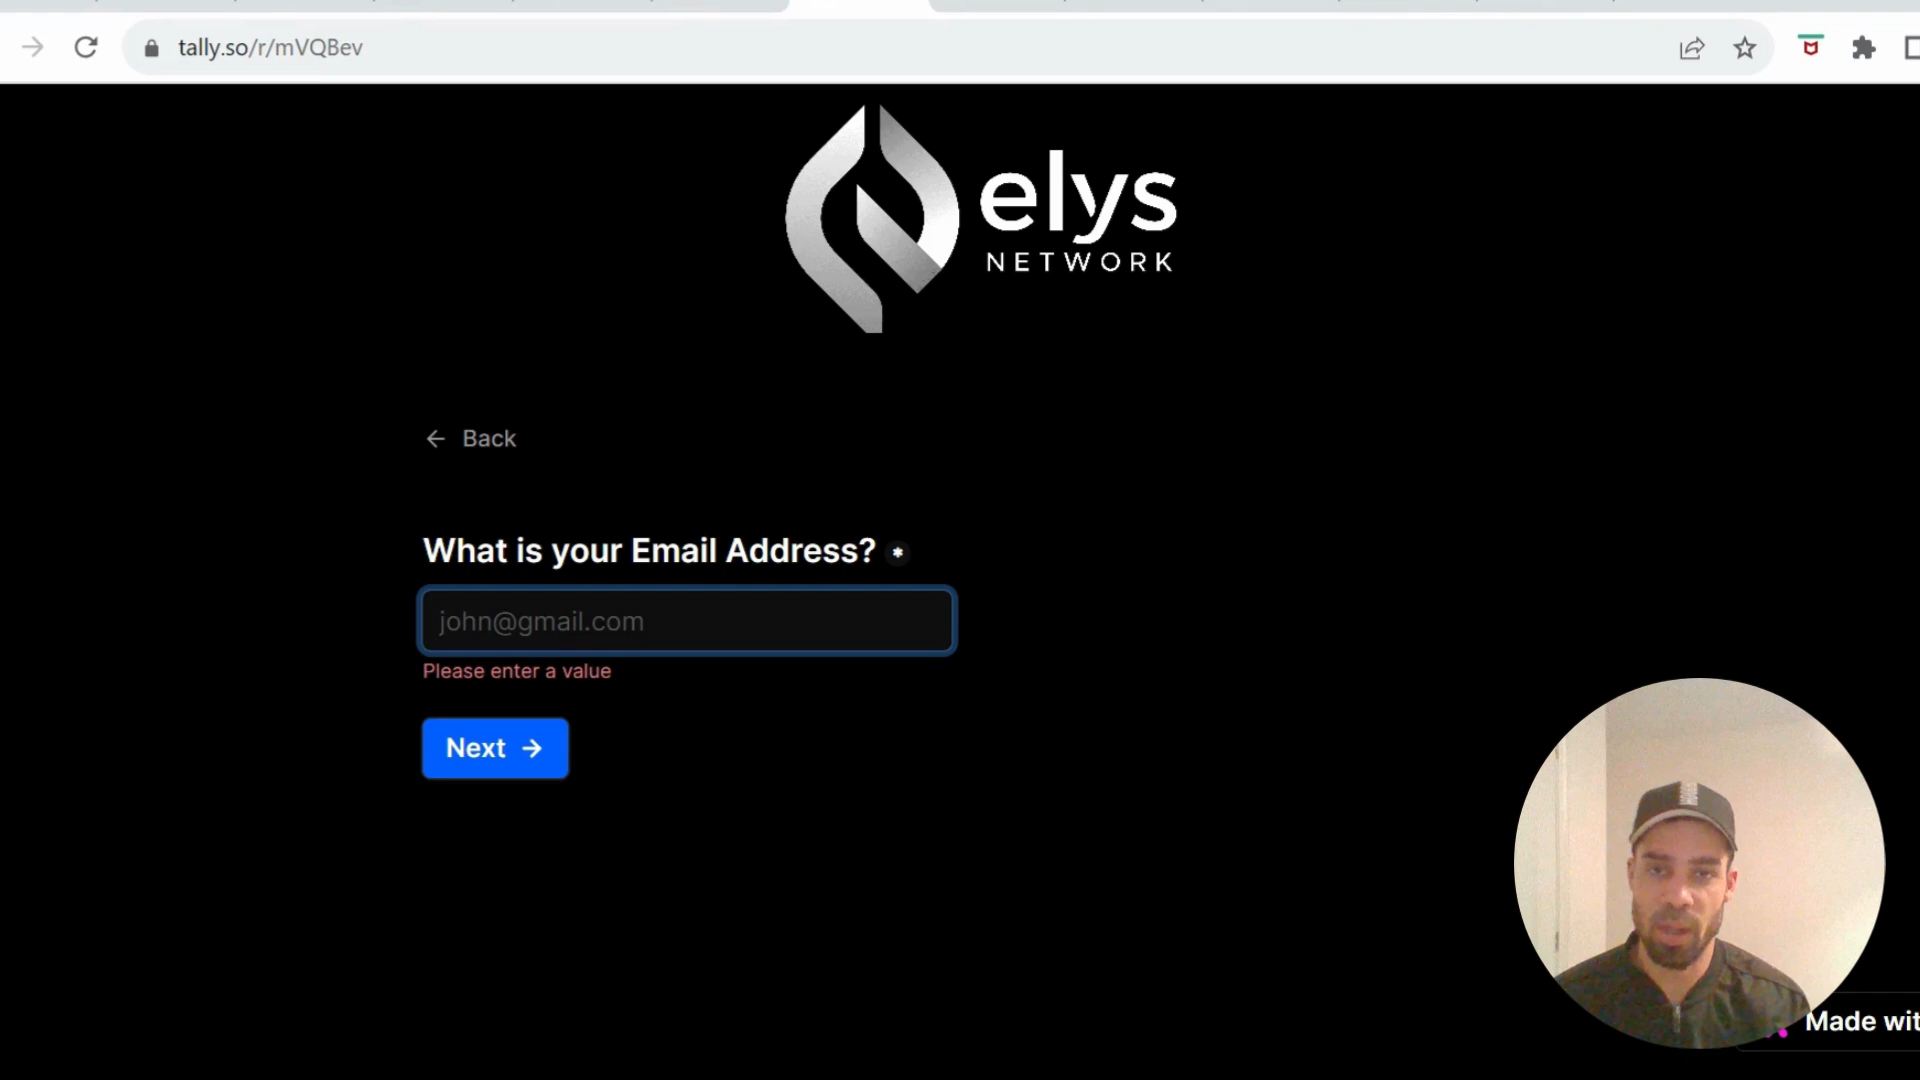 tally.so/r/mVQBev
elys
NETWORK
Back
What is your Email Address? *
john@gmail.com
Please enter a value
Next
Made wit